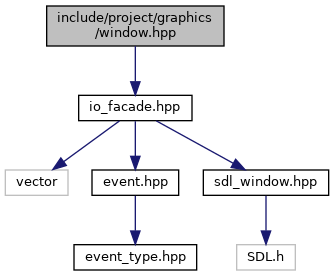 include/project/graphics
/window.hpp
io_facade.hpp
vector
event.hpp
sdl_window.hpp
event_type.hpp
SDL.h